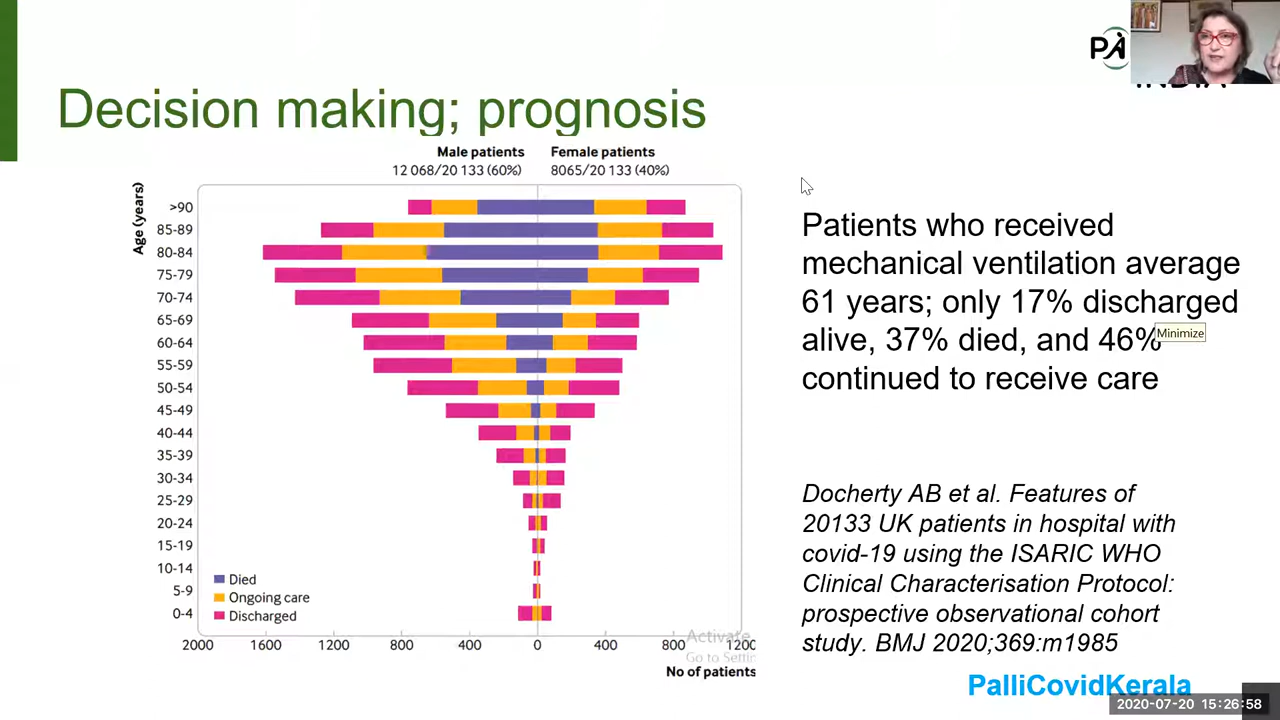 PA
INDIA
Decision making; prognosis
Male patients
12 068/20 133 (60%)
Female patients
8065/20 133 (40%)
Age (years)
>90
85-89
80-84
75-79
70-74
65-69
60-64
55-59
50-54
45-49
40-44
35-39
30-34
25-29
20-24
15-19
10-14
5-9
0-4
Died
Ongoing care
Discharged
2000 1600 1200 800 400 0 400 800 1200
No of patients
Activate
Go to Settin
Patients who received
mechanical ventilation average
61 years; only 17% discharged
alive, 37% died, and 46%
Minimize
continued to receive care
Docherty AB et al. Features of
20133 UK patients in hospital with
covid-19 using the ISARIC WHO
Clinical Characterisation Protocol:
prospective observational cohort
study. BMJ 2020;369:m1985
PalliCovidKerala
2020-07-20 15:26:58